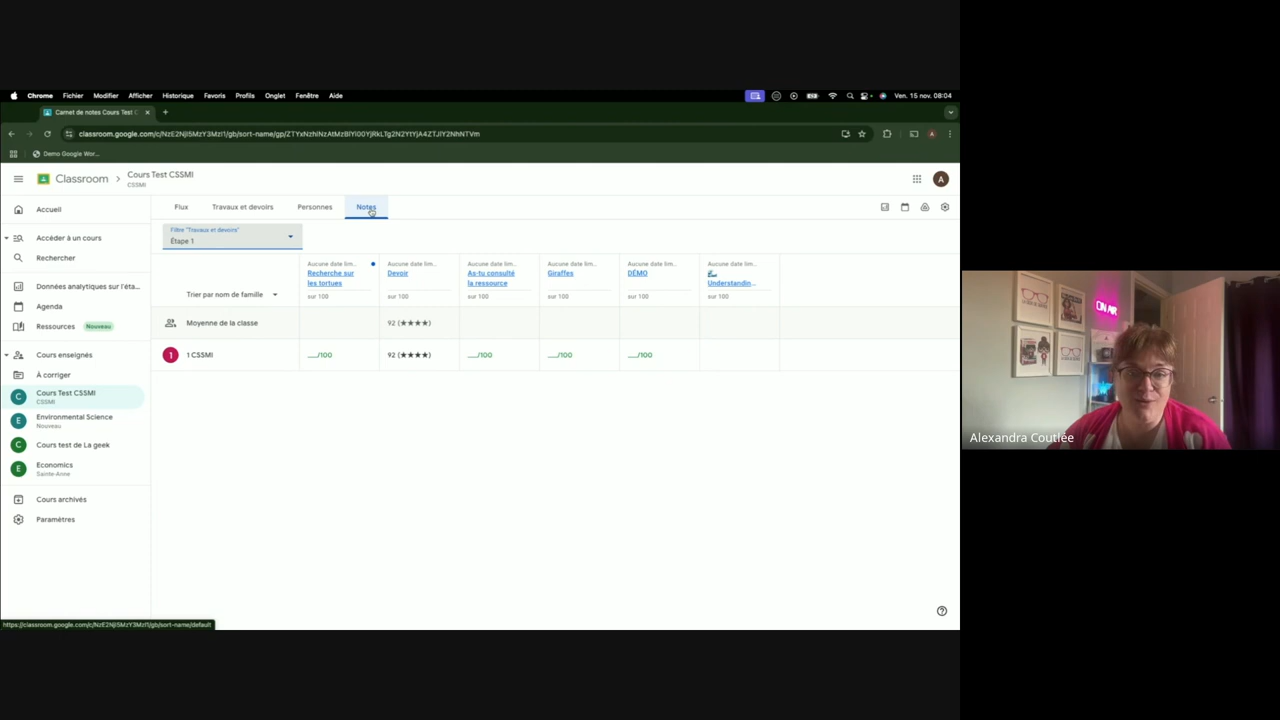 Chrome Fichier Modifier Afficher Historique Favoris Profils Onglet Fenêtre Aide Ven. 15 nov. 08:04
Carnet de notes Cours Test C
Demo Google Wor...
Classroom > Cours Test CSSMI
CSSMI
A
Accueil
Accéder à un cours
Rechercher
Données analytiques sur l'éta...
Agenda
Ressources Nouveau
Cours enseignés
À corriger
C Cours Test CSSMI
CSSMI
E Environmental Science
Nouveau
C Cours test de La geek
E Economics
Sainte-Anne
Cours archivés
Paramètres
Flux Travaux et devoirs Personnes Notes
Filtre "Travaux et devoirs"
Étape 1
Trier par nom de famille
Aucune date lim...
Recherche sur
les tortues
sur 100
Aucune date lim...
Devoir
sur 100
Aucune date lim...
As-tu consulté
la ressource
sur 100
Aucune date lim...
Giraffes
sur 100
Aucune date lim...
DÉMO
sur 100
Aucune date lim...
Understandin...
sur 100
Moyenne de la classe 92 (★★★★)
1 1 CSSMI __/100 92 (★★★★) __/100 __/100 __/100
ON AIR
Alexandra Coutlée